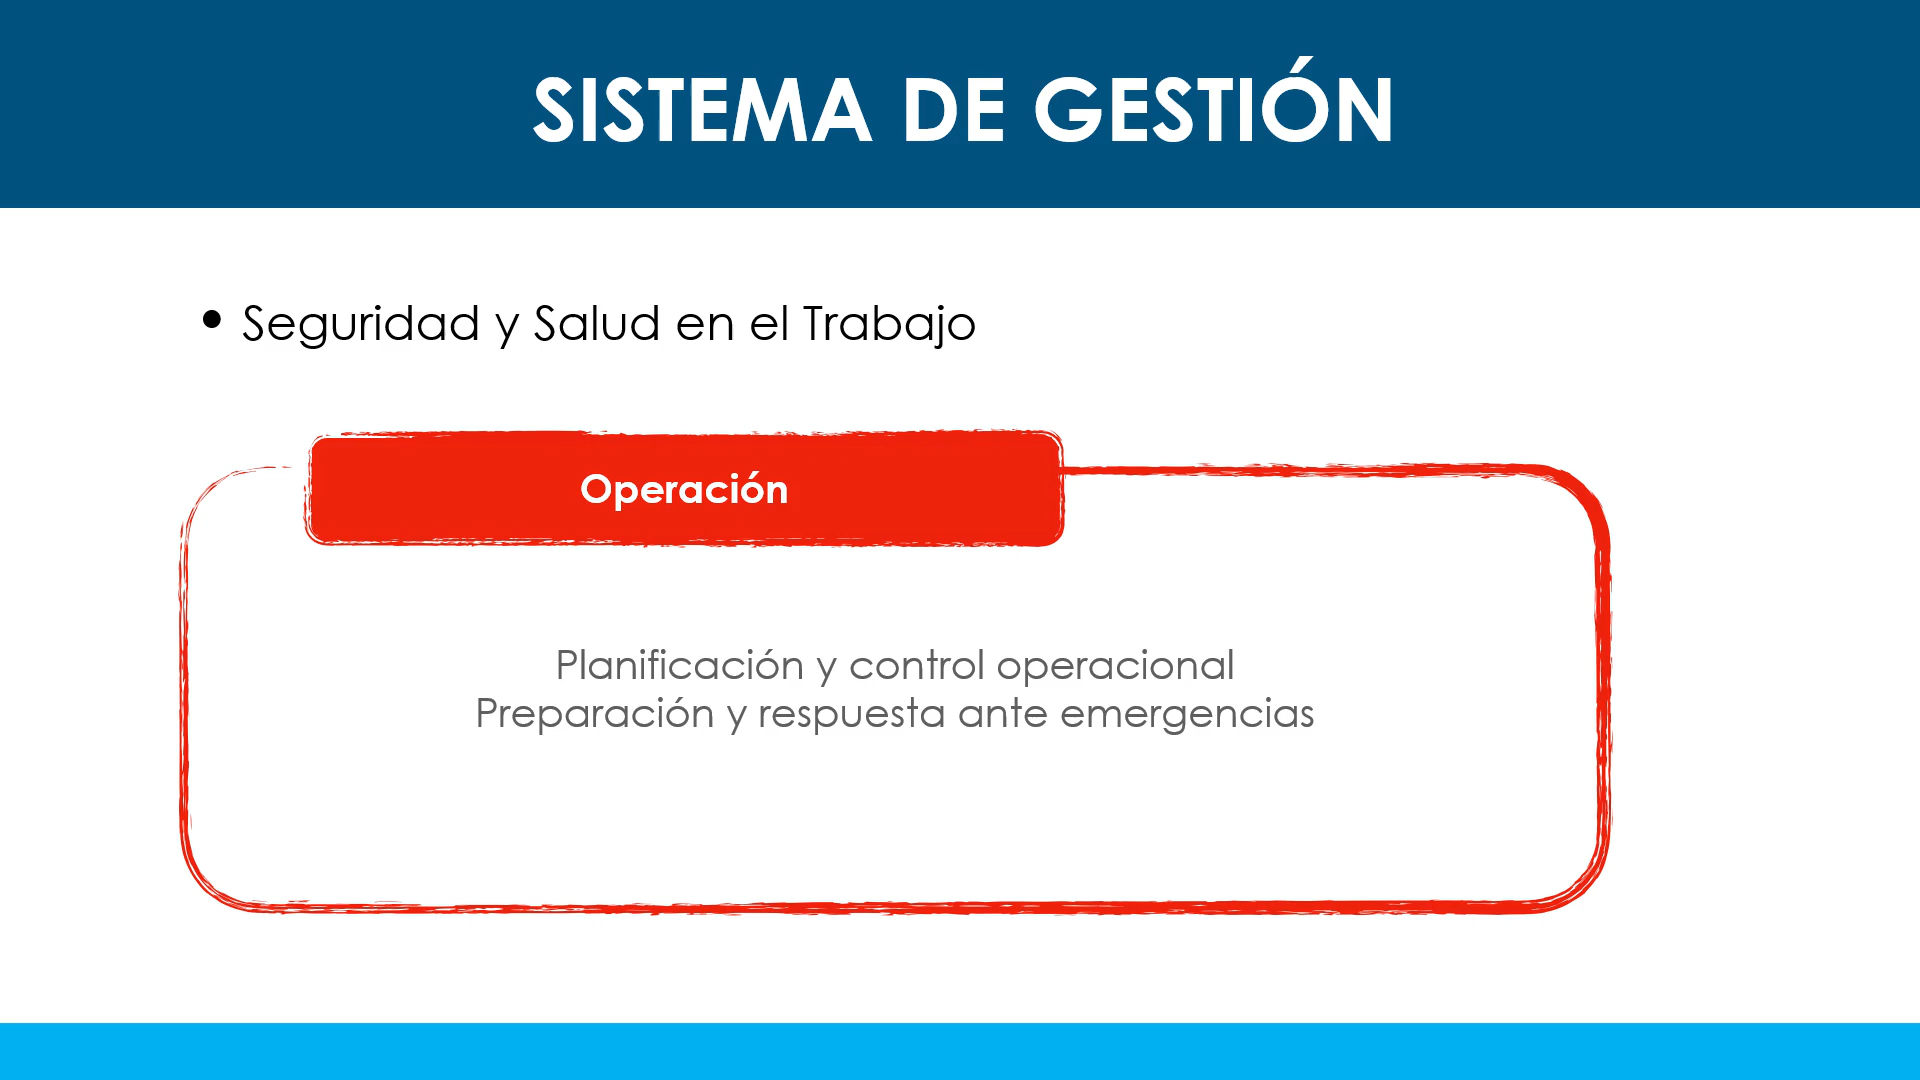 SISTEMA DE GESTIÓN
• Seguridad y Salud en el Trabajo
Operación
Planificación y control operacional
Preparación y respuesta ante emergencias